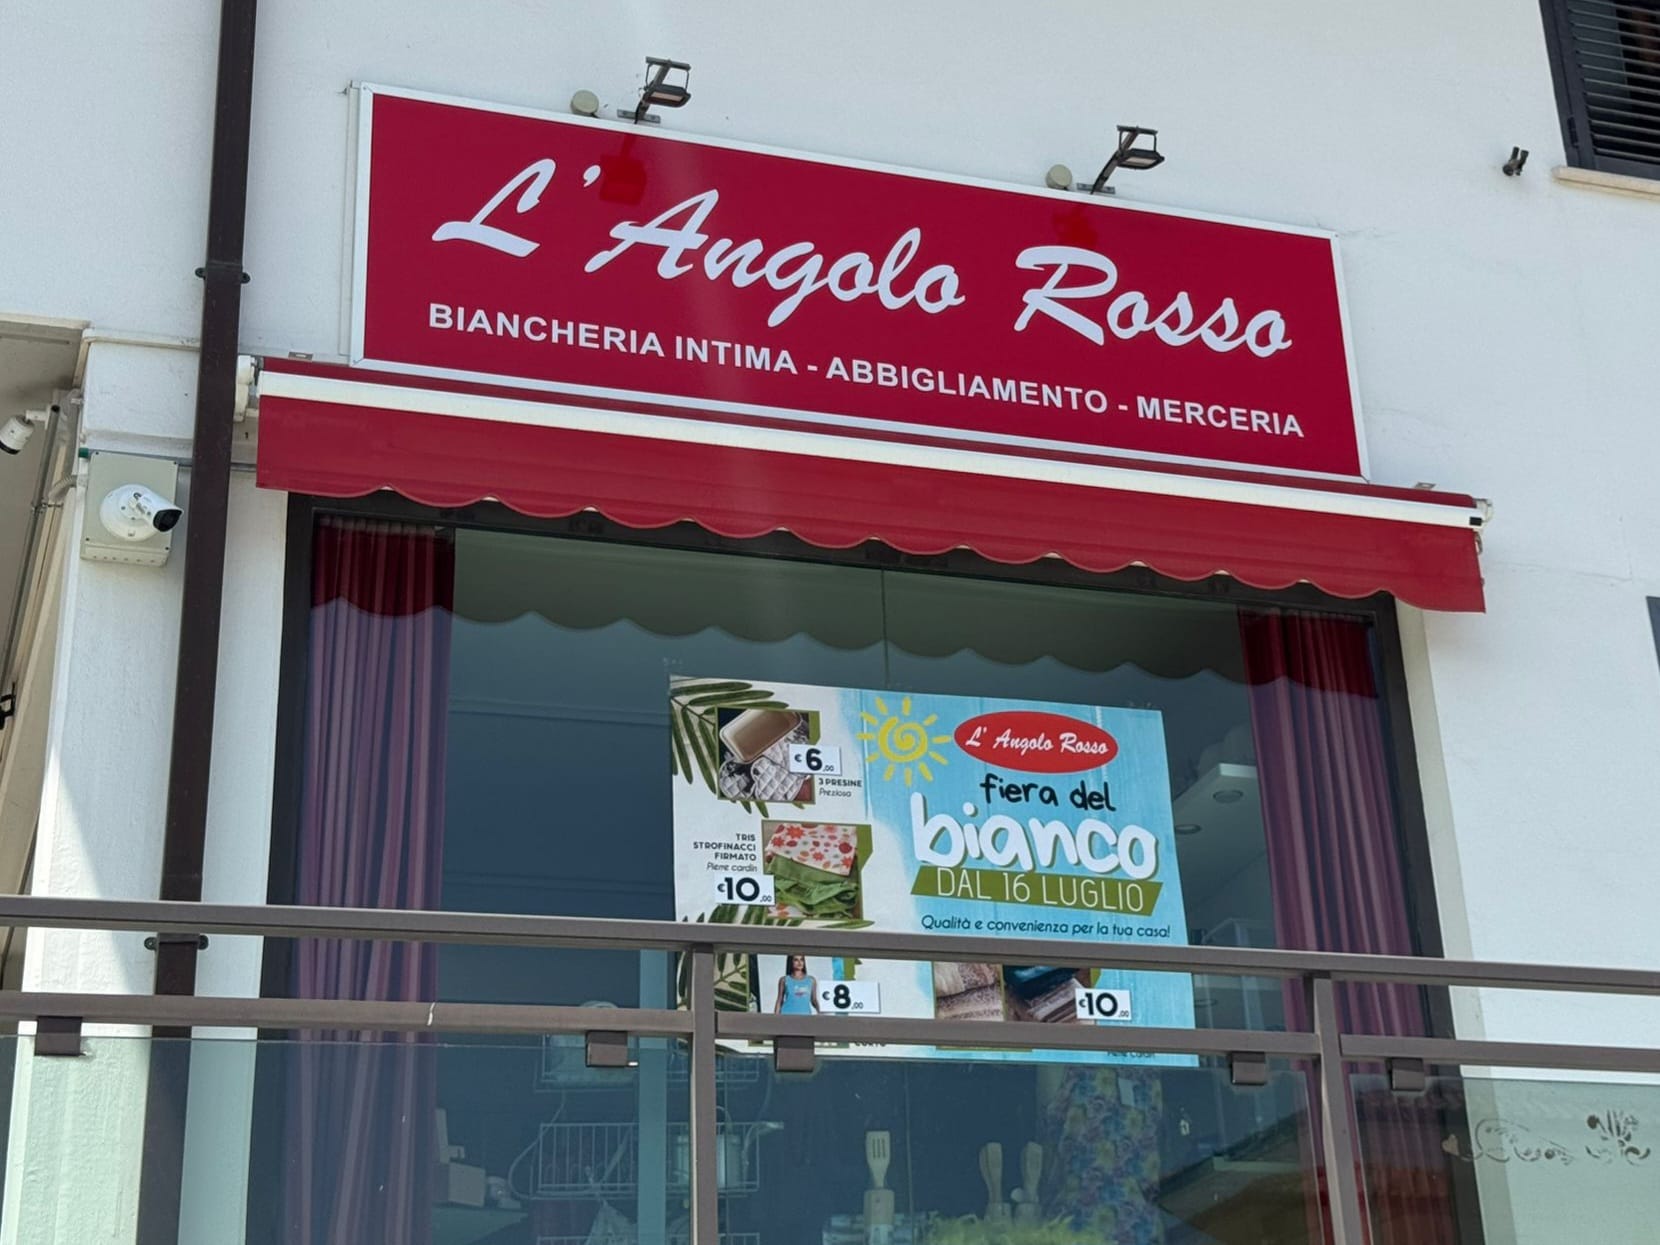 L'Angolo Rosso
BIANCHERIA INTIMA - ABBIGLIAMENTO - MERCERIA
€ 6,00
3 PRESINE
Preziosa
TRIS
STROFINACCI
FIRMATO
Pierre cardin
€10,00
L' Angolo Rosso
fiera del
bianco
DAL 16 LUGLIO
Qualità e convenienza per la tua casa!
€ 8,00
€10,00